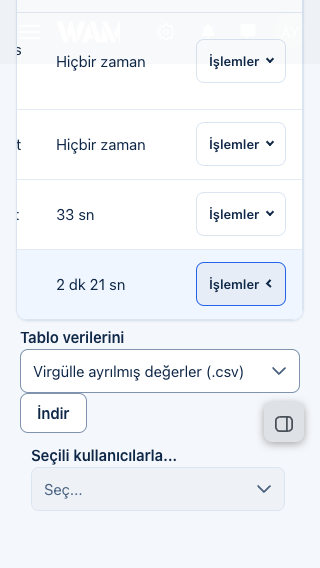 WAM
s
Hiçbir zaman
İşlemler
t
Hiçbir zaman
İşlemler
33 sn
İşlemler
2 dk 21 sn
İşlemler
Tablo verilerini
Virgülle ayrılmış değerler (.csv)
İndir
Seçili kullanıcılarla...
Seç...